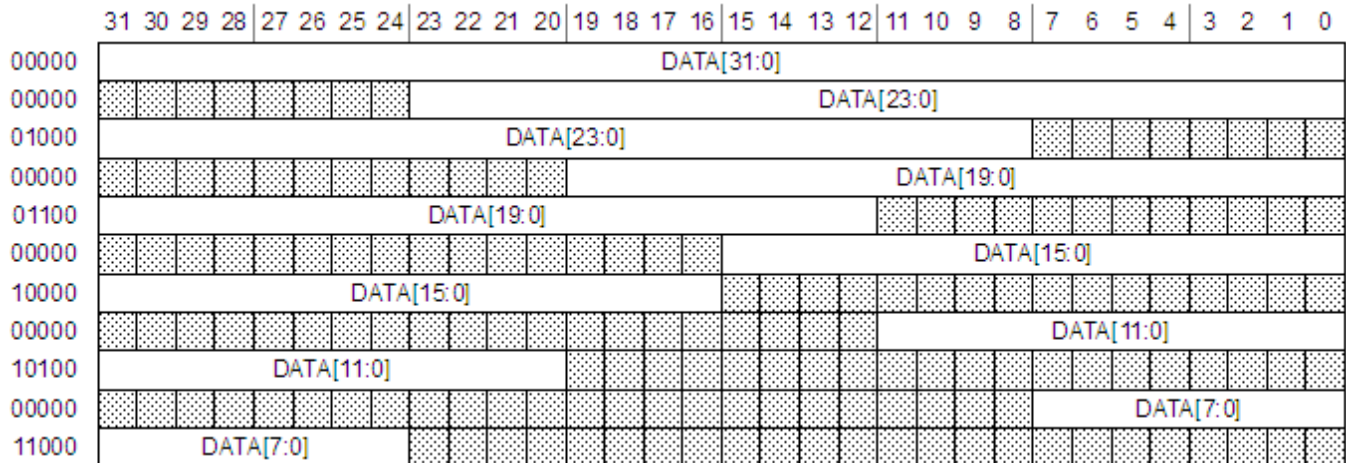 31 30 29 28 27 26 25 24 23 22 21 20 19 18 17 16 15 14 13 12 11 10 9 8 7 6 5 4 3 2 1 0
00000 DATA[31:0]
00000 DATA[23:0]
01000 DATA[23:0]
00000 DATA[19:0]
01100 DATA[19:0]
00000 DATA[15:0]
10000 DATA[15:0]
00000 DATA[11:0]
10100 DATA[11:0]
00000 DATA[7:0]
11000 DATA[7:0]